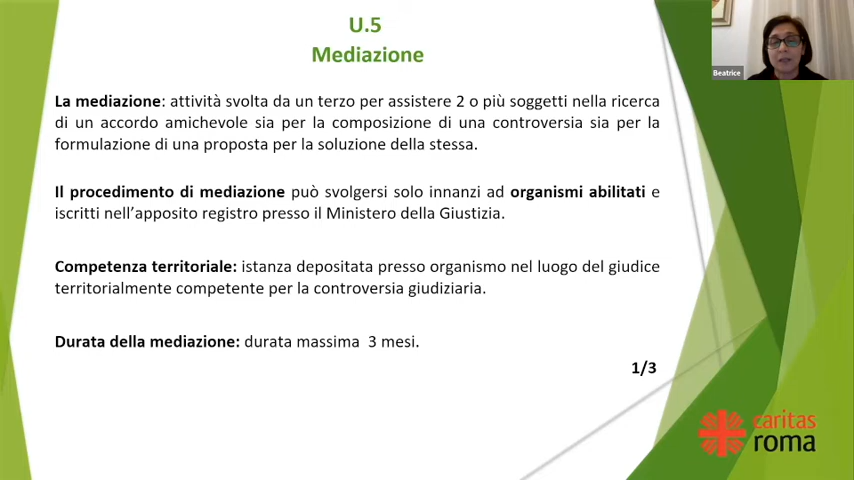 U.5
Mediazione
Beatrice
La mediazione: attività svolta da un terzo per assistere 2 o più soggetti nella ricerca
di un accordo amichevole sia per la composizione di una controversia sia per la
formulazione di una proposta per la soluzione della stessa.
Il procedimento di mediazione può svolgersi solo innanzi ad organismi abilitati e
iscritti nell'apposito registro presso il Ministero della Giustizia.
Competenza territoriale: istanza depositata presso organismo nel luogo del giudice
territorialmente competente per la controversia giudiziaria.
Durata della mediazione: durata massima 3 mesi.
1/3
caritas
roma